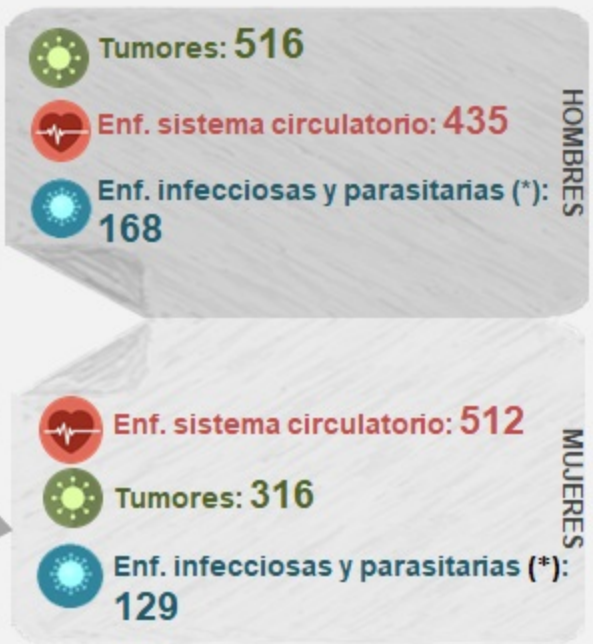 Tumores: 516
Enf. sistema circulatorio: 435
Enf. infecciosas y parasitarias (*):
168
HOMBRES
Enf. sistema circulatorio: 512
Tumores: 316
Enf. infecciosas y parasitarias (*):
129
MUJERES